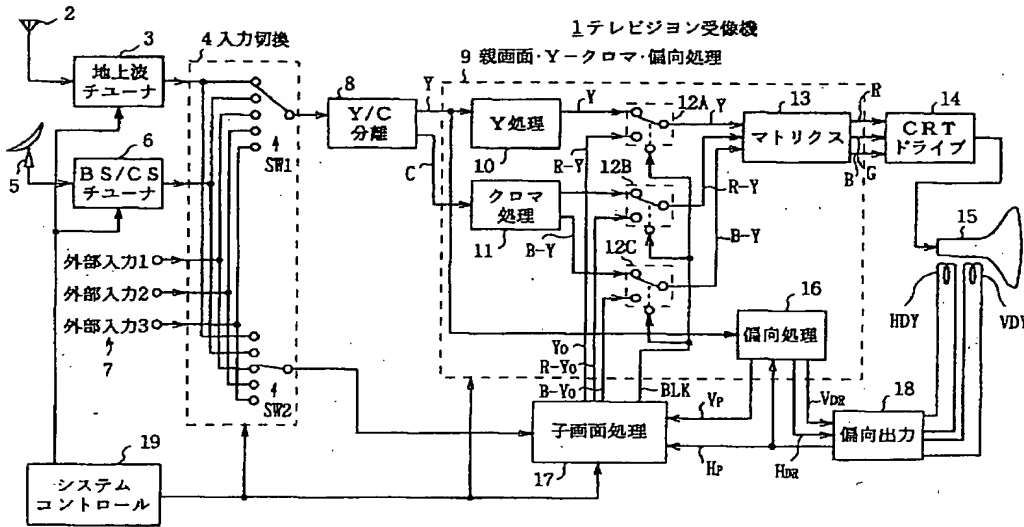 1テレビジョン受像機
2
3
地上波
チューナ
4 入力切換
5
6
BS/CS
チューナ
外部入力1
外部入力2
外部入力3
7
SW1
SW2
8
Y/C
分離
Y
C
9 親画面・Y-クロマ・偏向処理
Y処理
10
Y
クロマ
処理
11
R-Y
B-Y
12A
12B
12C
Y
R-Y
B-Y
13
マトリクス
R
G
B
14
CRT
ドライブ
15
HDY
VDY
16
偏向処理
VDR
HDR
18
偏向出力
Y0
R-Y0
B-Y0
BLK
VP
HP
子画面処理
17
19
システム
コントロール